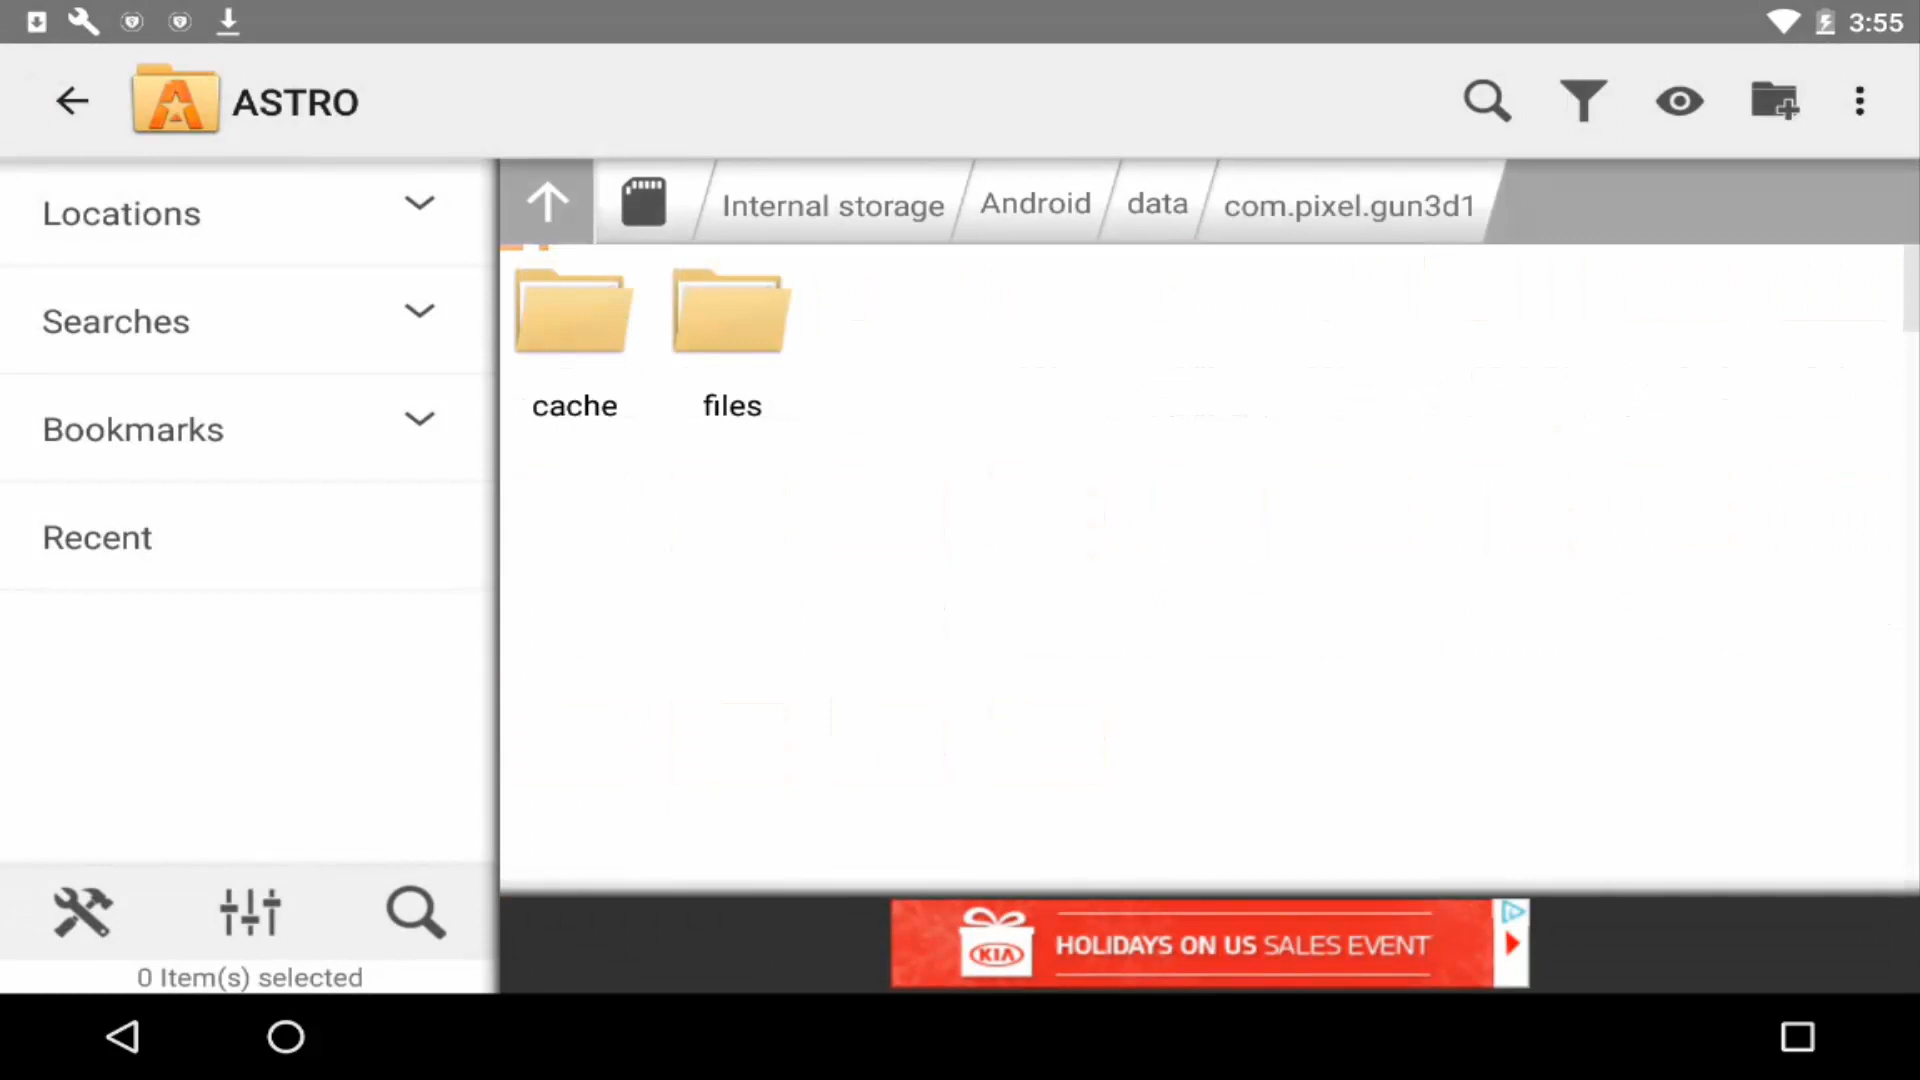 3:55
ASTRO
Locations
Searches
Bookmarks
Recent
0 Item(s) selected
Internal storage
Android
data
com.pixel.gun3d1
cache
files
KIA
HOLIDAYS ON US SALES EVENT